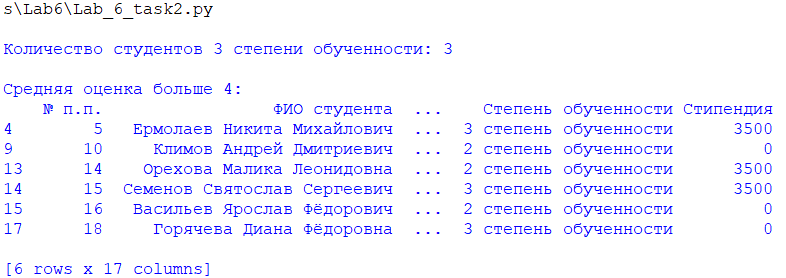 s\Lab6\Lab_6_task2.py
Количество студентов 3 степени обученности: 3
Средняя оценка больше 4:
№ п.п. ФИО студента ... Степень обученности Стипендия
4 5 Ермолаев Никита Михайлович ... 3 степень обученности 3500
9 10 Климов Андрей Дмитриевич ... 2 степень обученности 0
13 14 Орехова Малика Леонидовна ... 2 степень обученности 3500
14 15 Семенов Святослав Сергеевич ... 3 степень обученности 3500
15 16 Васильев Ярослав Фёдорович ... 2 степень обученности 0
17 18 Горячева Диана Фёдоровна ... 3 степень обученности 0
[6 rows x 17 columns]